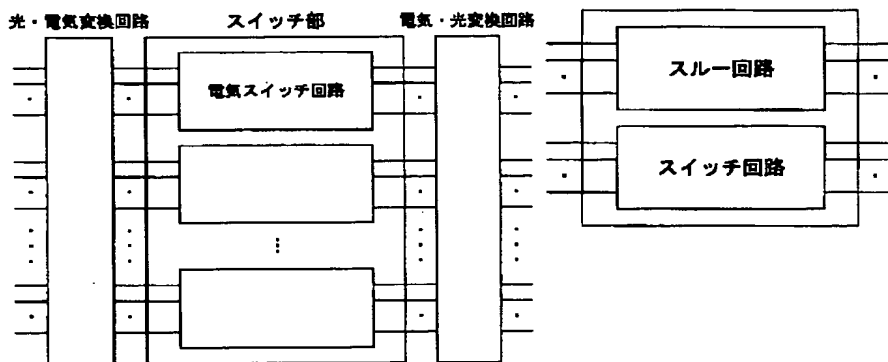 光・電気変換回路
スイッチ部
電気・光変換回路
電気スイッチ回路
スルー回路
スイッチ回路